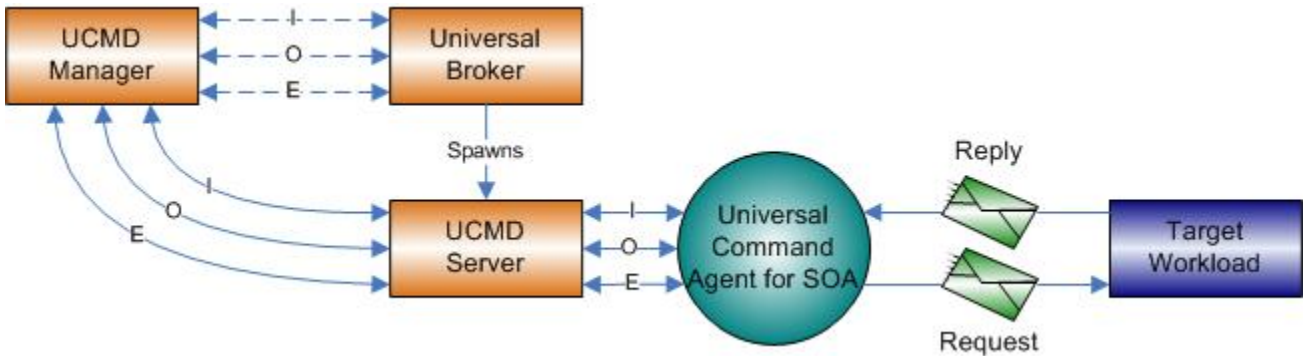 UCMD
Manager
I
O
E
Universal
Broker
Spawns
I
O
E
UCMD
Server
I
O
E
Universal
Command
Agent for SOA
Reply
Request
Target
Workload